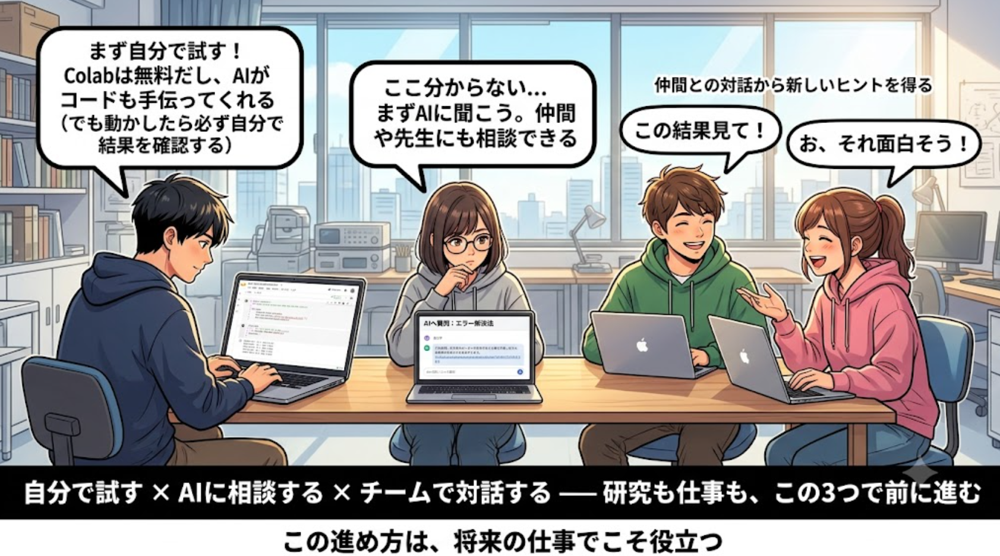 まず自分で試す！
Colabは無料だし、AIが
コードも手伝ってくれる
（でも動かしたら必ず自分で
結果を確認する）
ここ分からない...
まずAIに聞こう。仲間
や先生にも相談できる
仲間との対話から新しいヒントを得る
この結果見て！
お、それ面白そう！
AIへ質問：エラー解決法
自分で試す × AIに相談する × チームで対話する ── 研究も仕事も、この3つで前に進む
この進め方は、将来の仕事でこそ役立つ